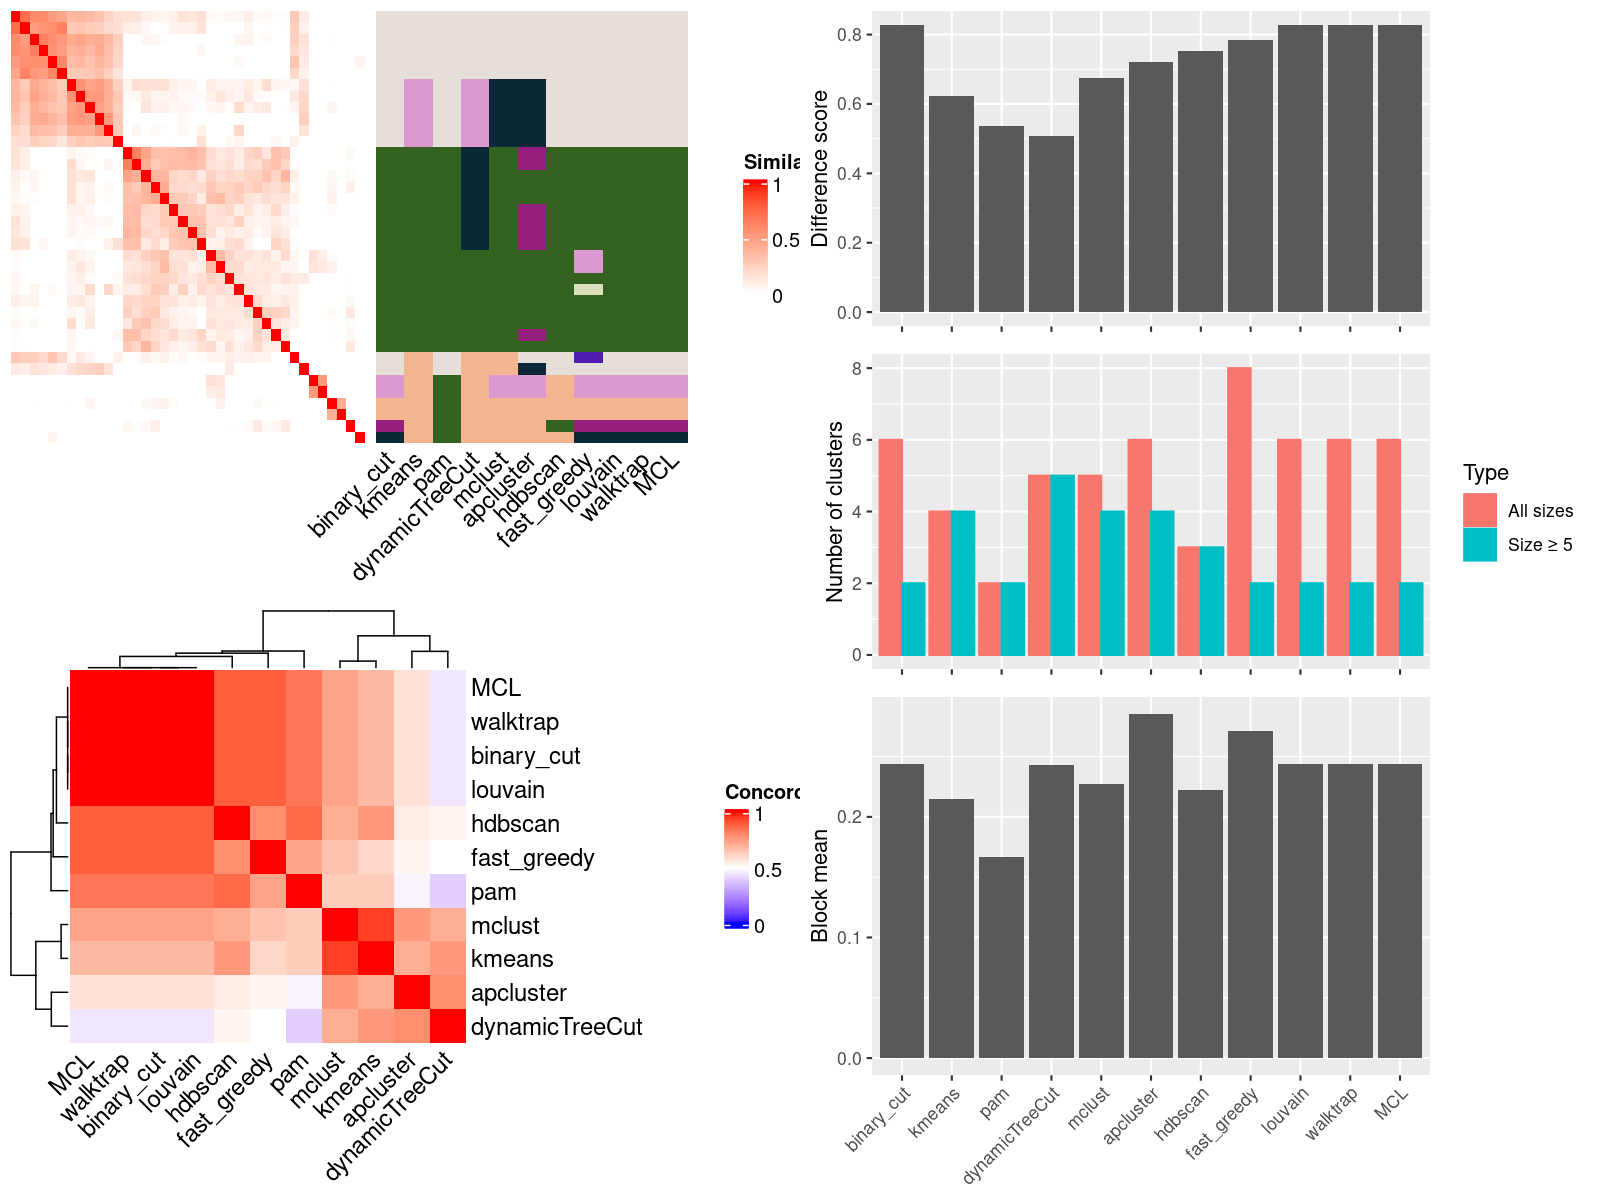 Simila
1
0.5
0
binary_cut
kmeans
pam
dynamicTreeCut
mclust
apcluster
hdbscan
fast_greedy
louvain
walktrap
MCL
Difference score
0.8
0.6
0.4
0.2
0.0
Number of clusters
8
6
4
2
0
Type
All sizes
Size ≥ 5
MCL
walktrap
binary_cut
louvain
hdbscan
fast_greedy
pam
mclust
kmeans
apcluster
dynamicTreeCut
MCL
walktrap
binary_cut
louvain
hdbscan
fast_greedy
pam
mclust
kmeans
apcluster
dynamicTreeCut
Concord
1
0.5
0
Block mean
0.2
0.1
0.0
binary_cut
kmeans
pam
dynamicTreeCut
mclust
apcluster
hdbscan
fast_greedy
louvain
walktrap
MCL